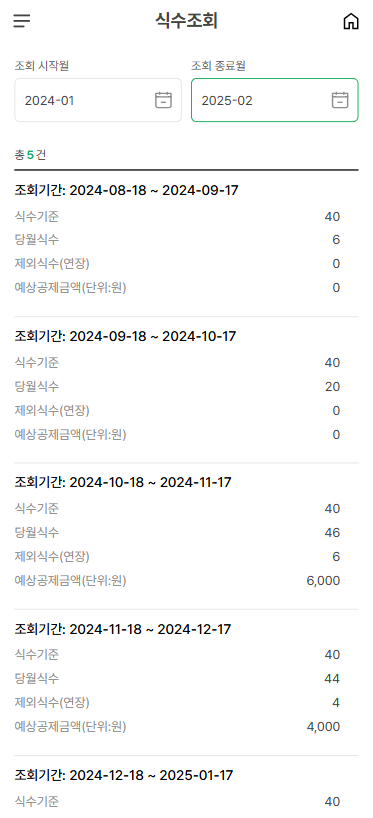 식수조회
조회 시작월 조회 종료월
2024-01 2025-02
총 5 건
조회기간: 2024-08-18 ~ 2024-09-17
식수기준 40
당월식수 6
제외식수(연장) 0
예상공제금액(단위:원) 0
조회기간: 2024-09-18 ~ 2024-10-17
식수기준 40
당월식수 20
제외식수(연장) 0
예상공제금액(단위:원) 0
조회기간: 2024-10-18 ~ 2024-11-17
식수기준 40
당월식수 46
제외식수(연장) 6
예상공제금액(단위:원) 6,000
조회기간: 2024-11-18 ~ 2024-12-17
식수기준 40
당월식수 44
제외식수(연장) 4
예상공제금액(단위:원) 4,000
조회기간: 2024-12-18 ~ 2025-01-17
식수기준 40